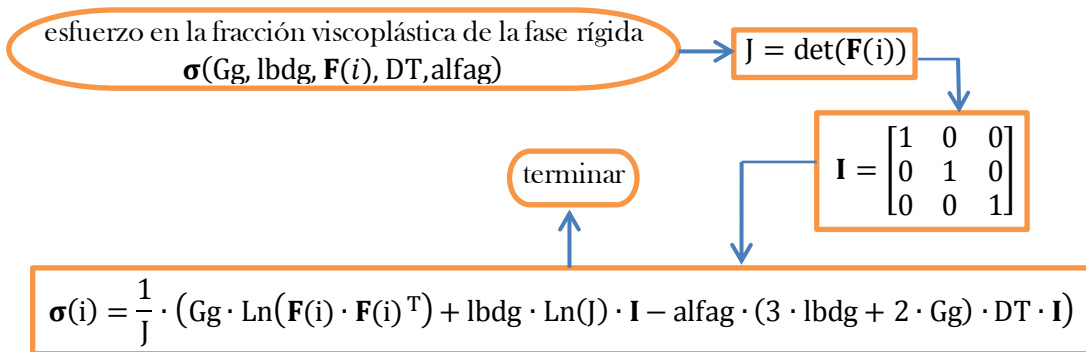 esfuerzo en la fracción viscoplástica de la fase rígida
σ(Gg, lbdg, F(i), DT,alfag)
J = det(F(i))
I = [1 0 0
0 1 0
0 0 1]
σ(i) = 1/J · (Gg · Ln(F(i) · F(i)ᵀ) + lbdg · Ln(J) · I − alfag · (3 · lbdg + 2 · Gg) · DT · I)
terminar